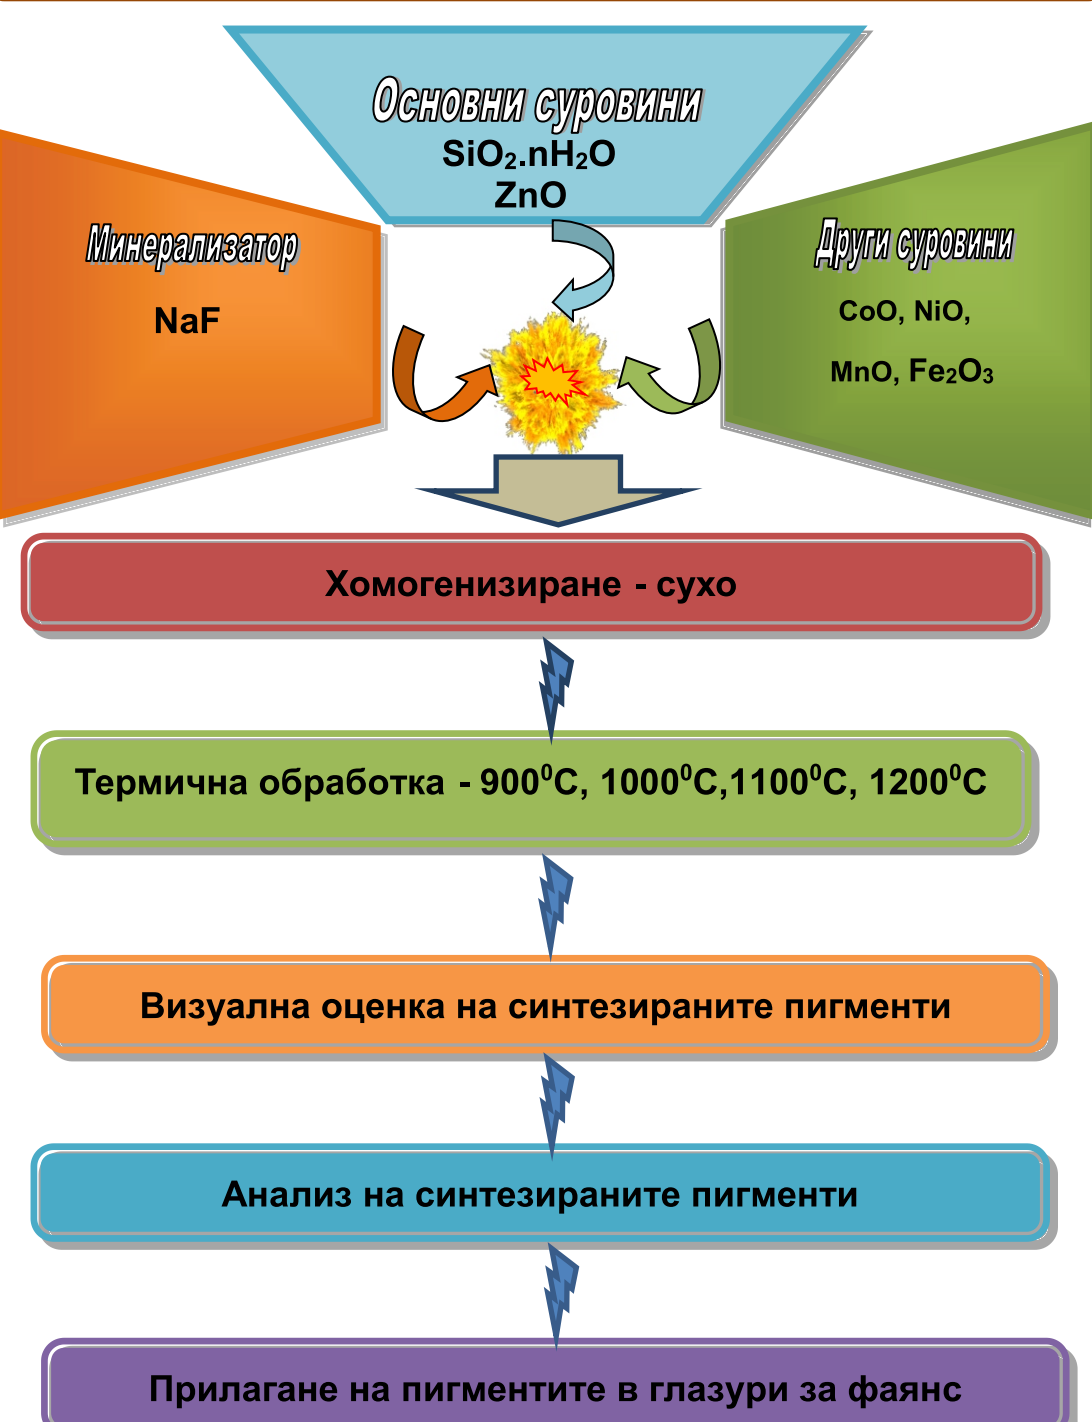 Основни суровини
SiO₂.nH₂O
ZnO
Минерализатор
NaF
Други суровини
CoO, NiO,
MnO, Fe₂O₃
Хомогенизиране - сухо
Термична обработка - 900⁰C, 1000⁰C,1100⁰C, 1200⁰C
Визуална оценка на синтезираните пигменти
Анализ на синтезираните пигменти
Прилагане на пигментите в глазури за фаянс